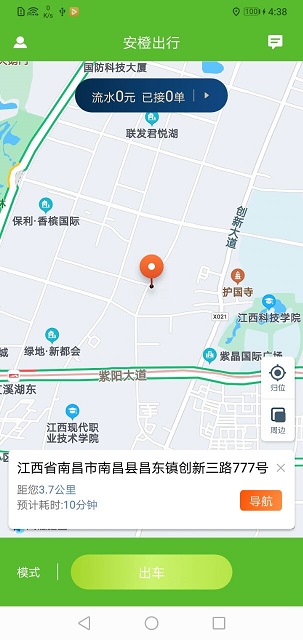 0
K/s
100
4:38
安橙出行
国防科技大厦
流水0元 已接0单
联发君悦湖
保利·香槟国际
创新大道
护国寺
江西科技学院
X021
绿地·新都会
紫晶国际广场
城
紫阳大道
艾溪湖东
归位
江西现代职
业技术学院
周边
江西省南昌市南昌县昌东镇创新三路777号
距您3.7公里
预计耗时:10分钟
导航
模式
出车